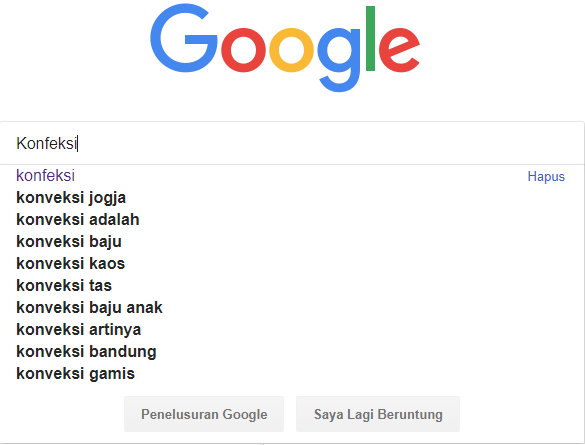 Google
Konfeksi
konfeksi Hapus
konveksi jogja
konveksi adalah
konveksi baju
konveksi kaos
konveksi tas
konveksi baju anak
konveksi artinya
konveksi bandung
konveksi gamis
Penelusuran Google Saya Lagi Beruntung